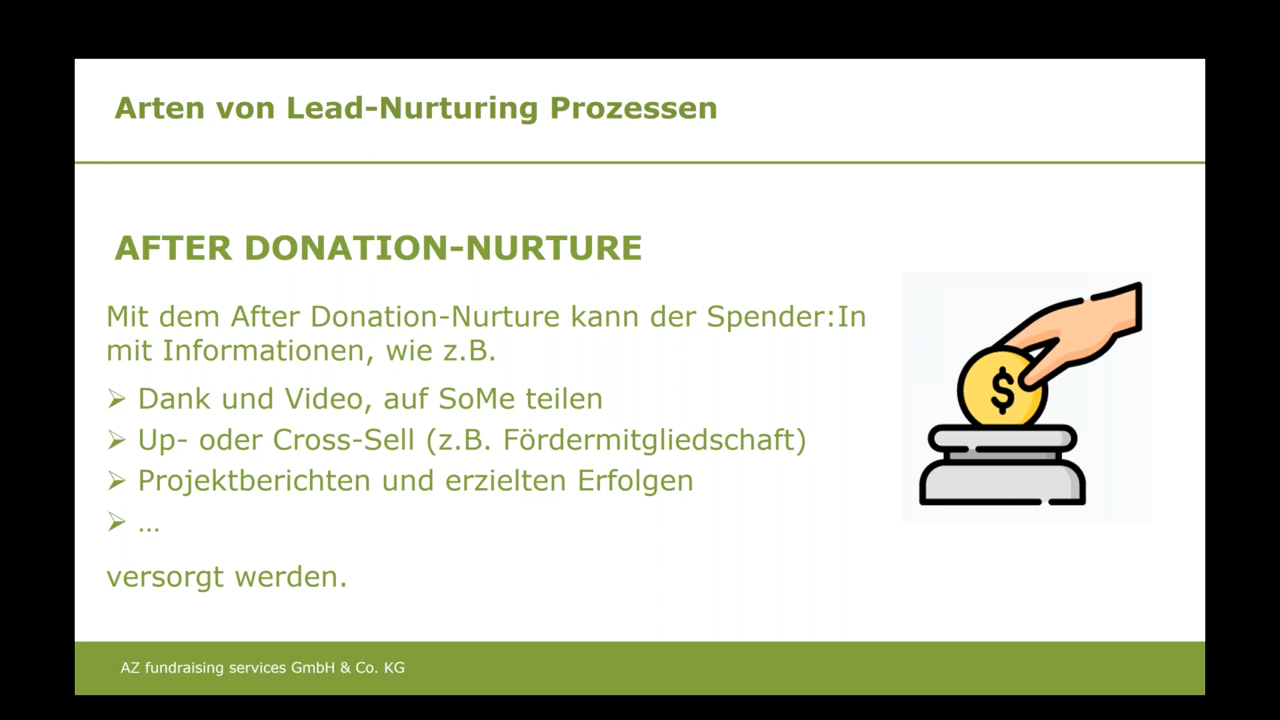 Arten von Lead-Nurturing Prozessen
AFTER DONATION-NURTURE
Mit dem After Donation-Nurture kann der Spender:In
mit Informationen, wie z.B.
➢ Dank und Video, auf SoMe teilen
➢ Up- oder Cross-Sell (z.B. Fördermitgliedschaft)
➢ Projektberichten und erzielten Erfolgen
➢ ...
versorgt werden.
$
AZ fundraising services GmbH & Co. KG